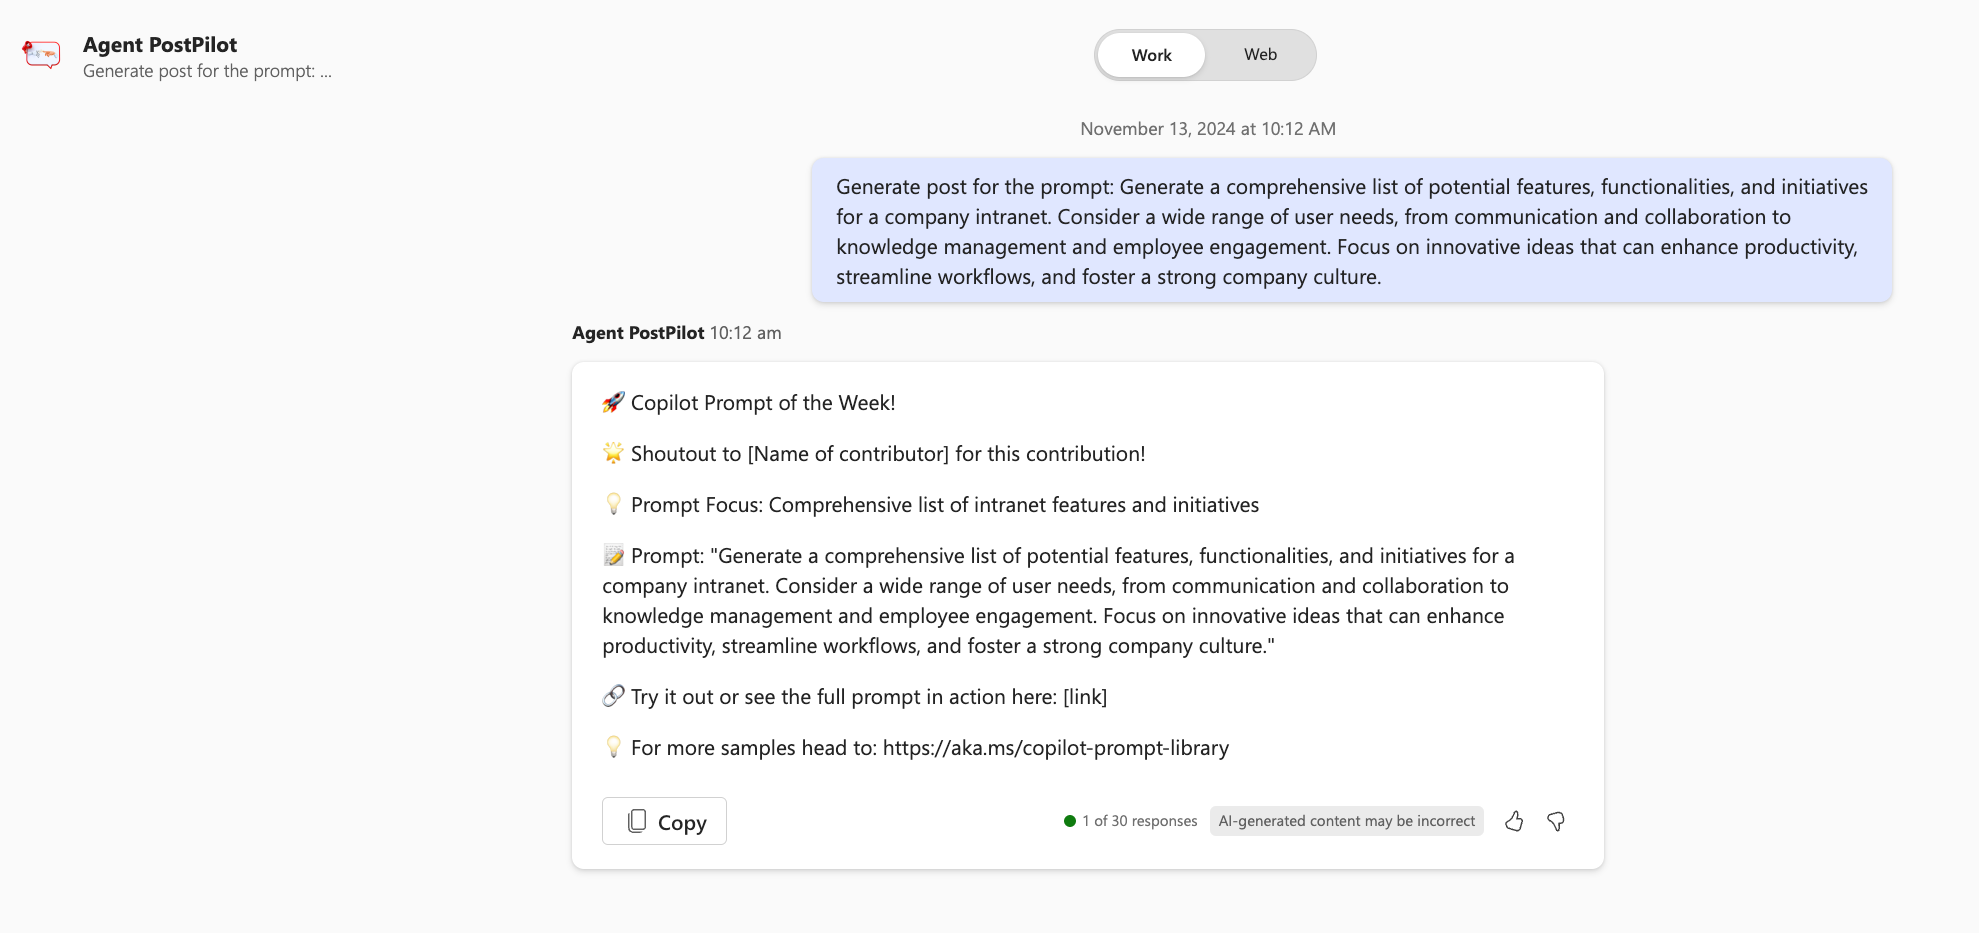 Agent PostPilot
Generate post for the prompt: ...
Work
Web
November 13, 2024 at 10:12 AM
Generate post for the prompt: Generate a comprehensive list of potential features, functionalities, and initiatives
for a company intranet. Consider a wide range of user needs, from communication and collaboration to
knowledge management and employee engagement. Focus on innovative ideas that can enhance productivity,
streamline workflows, and foster a strong company culture.
Agent PostPilot 10:12 am
🚀 Copilot Prompt of the Week!
🌟 Shoutout to [Name of contributor] for this contribution!
💡 Prompt Focus: Comprehensive list of intranet features and initiatives
📝 Prompt: "Generate a comprehensive list of potential features, functionalities, and initiatives for a
company intranet. Consider a wide range of user needs, from communication and collaboration to
knowledge management and employee engagement. Focus on innovative ideas that can enhance
productivity, streamline workflows, and foster a strong company culture."
🔗 Try it out or see the full prompt in action here: [link]
💡 For more samples head to: https://aka.ms/copilot-prompt-library
Copy
1 of 30 responses
AI-generated content may be incorrect